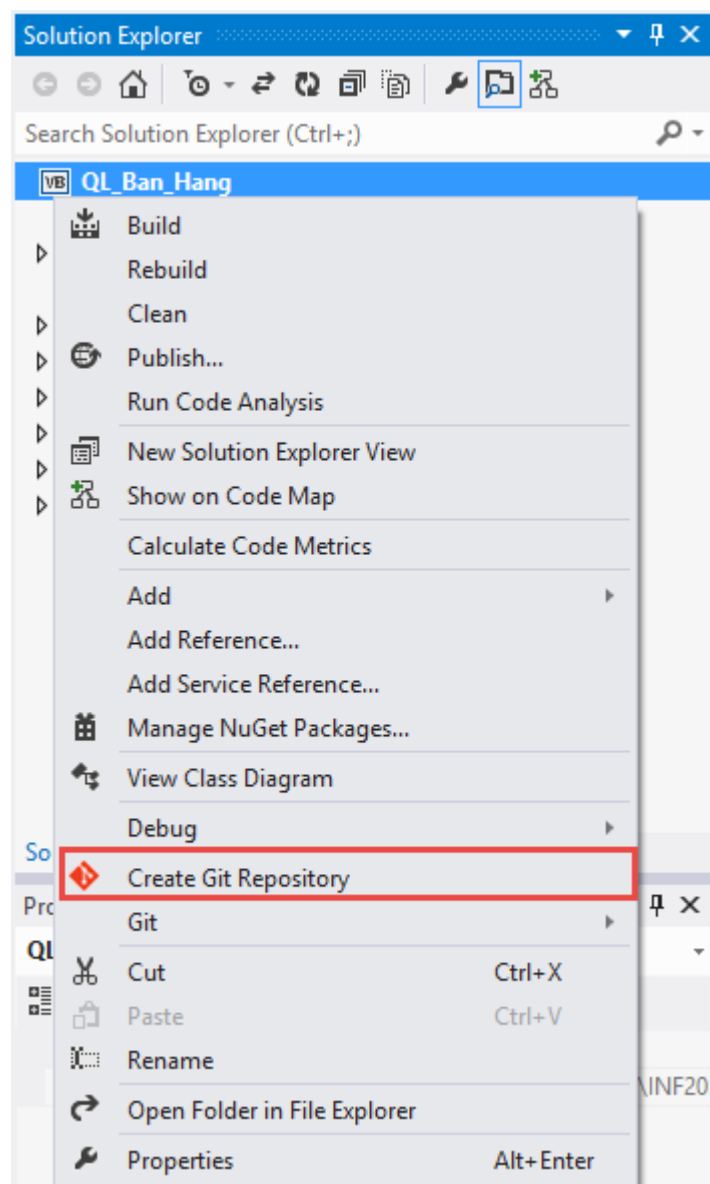 Solution Explorer
Search Solution Explorer (Ctrl+;)
VB QL_Ban_Hang
Build
Rebuild
Clean
Publish...
Run Code Analysis
New Solution Explorer View
Show on Code Map
Calculate Code Metrics
Add
Add Reference...
Add Service Reference...
Manage NuGet Packages...
View Class Diagram
Debug
So
Create Git Repository
Pro
Git
QL
Cut Ctrl+X
Paste Ctrl+V
Rename
\INF20
Open Folder in File Explorer
Properties Alt+Enter